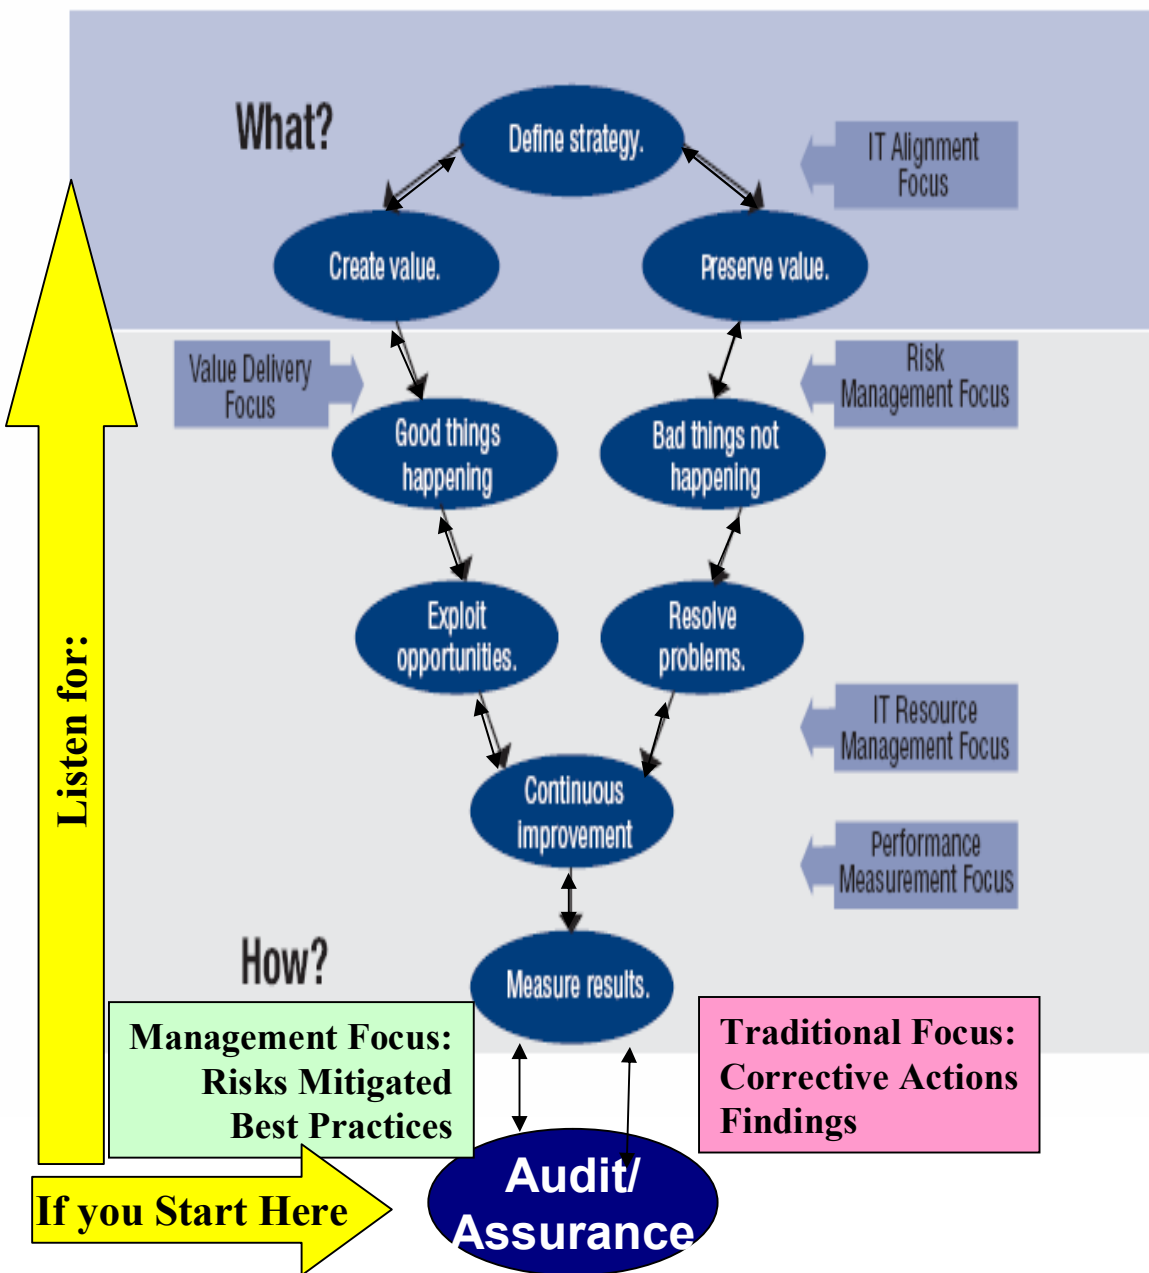 What?
Define strategy.
IT Alignment
Focus
Create value.
Preserve value.
Value Delivery
Focus
Risk
Management Focus
Good things
happening
Bad things not
happening
Exploit
opportunities.
Resolve
problems.
Listen for:
IT Resource
Management Focus
Continuous
improvement
Performance
Measurement Focus
How?
Measure results.
Management Focus:
Risks Mitigated
Best Practices
Traditional Focus:
Corrective Actions
Findings
If you Start Here
Audit/
Assurance